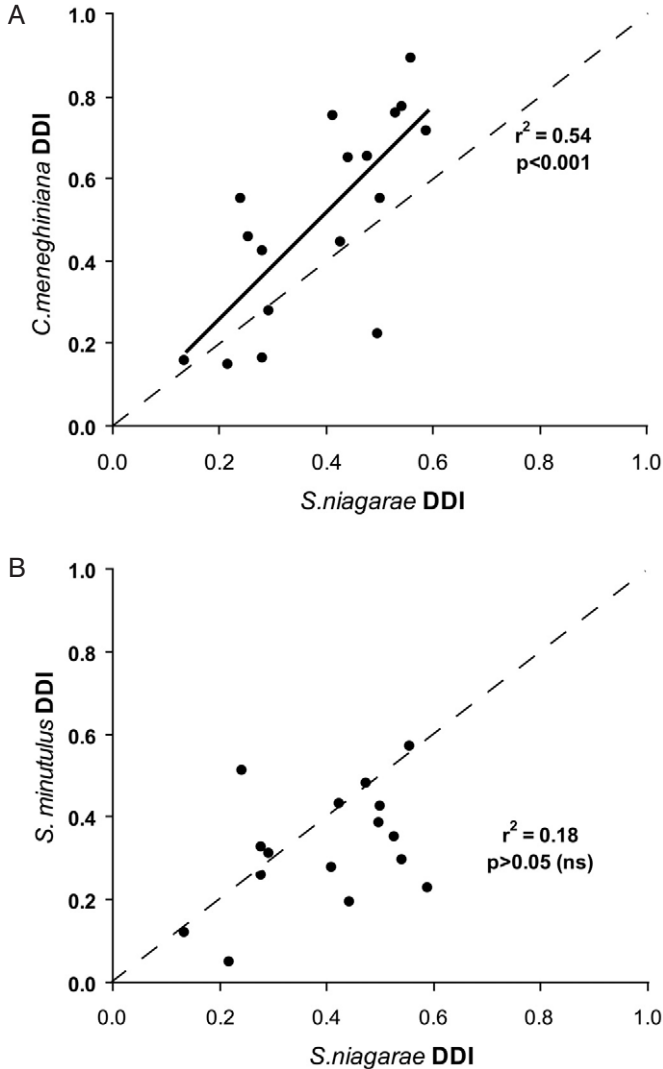 A
1.0
0.8
0.6
0.4
0.2
0.0
C.meneghiniana DDI
r² = 0.54
p<0.001
0.0 0.2 0.4 0.6 0.8 1.0
S.niagarae DDI
B
1.0
0.8
0.6
0.4
0.2
0.0
S. minutulus DDI
r² = 0.18
p>0.05 (ns)
0.0 0.2 0.4 0.6 0.8 1.0
S.niagarae DDI